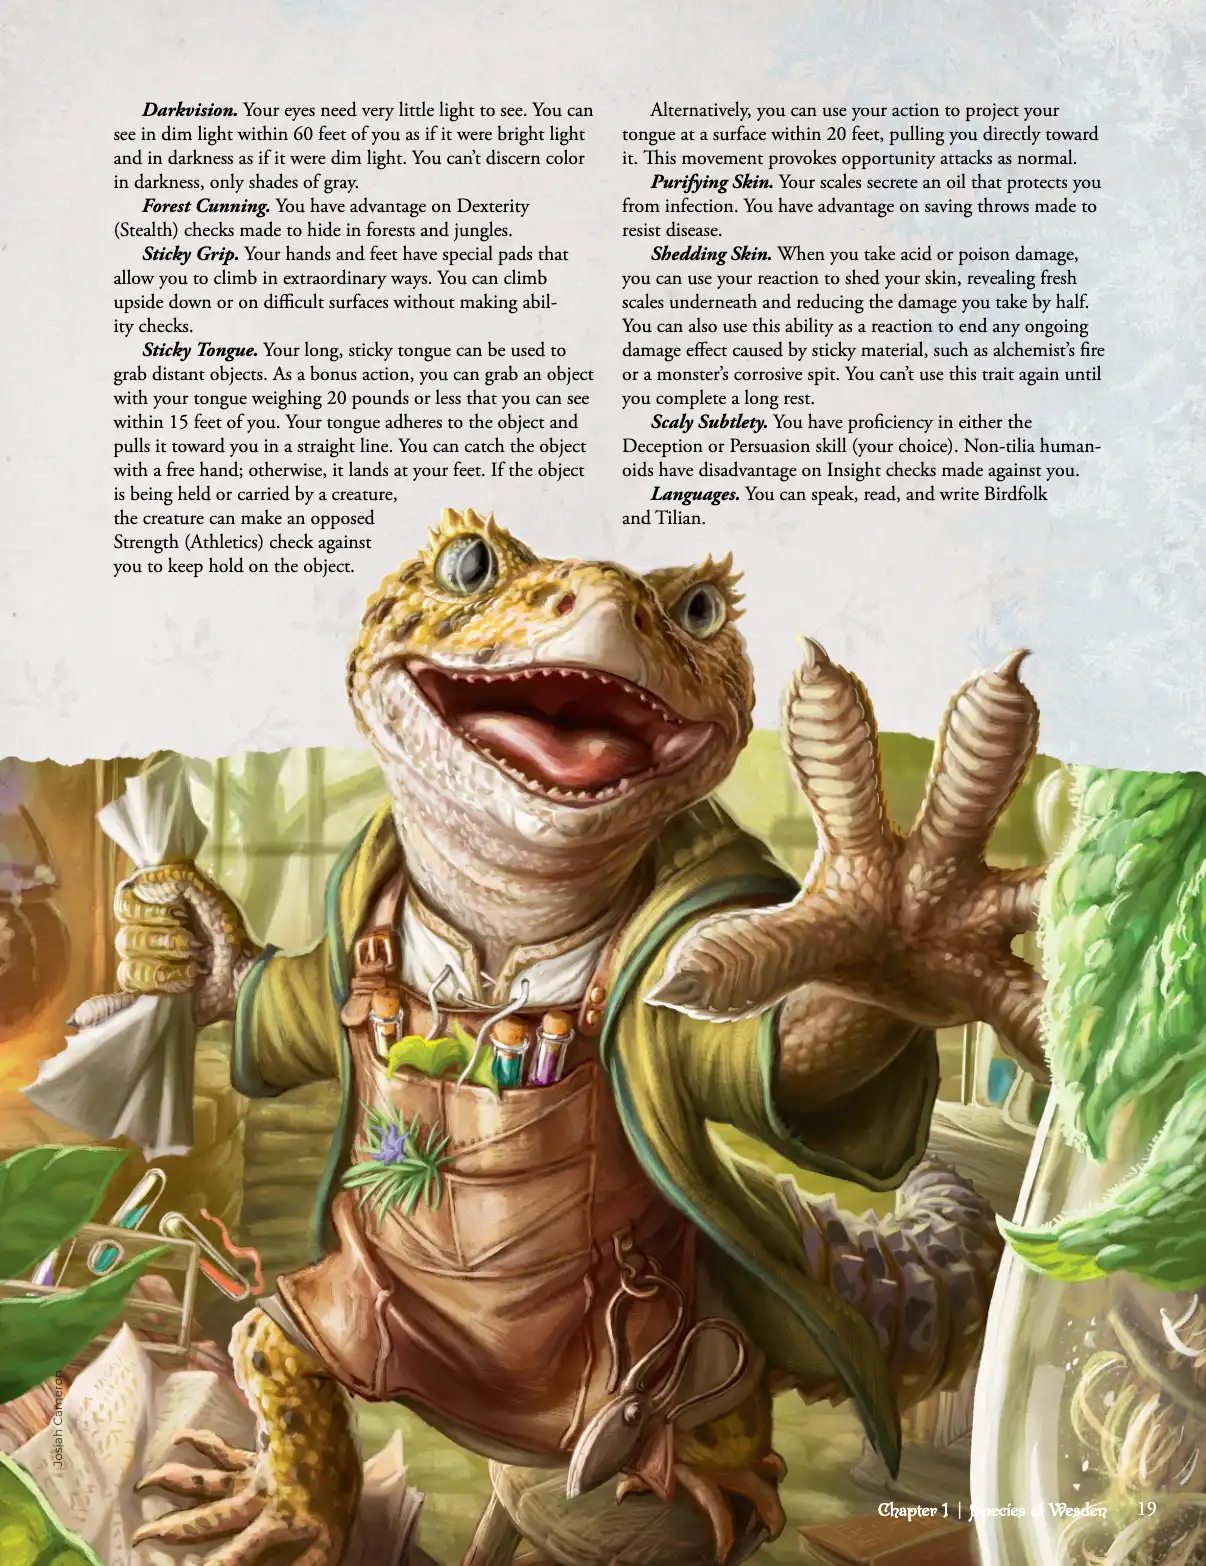 Darkvision. Your eyes need very little light to see. You can
see in dim light within 60 feet of you as if it were bright light
and in darkness as if it were dim light. You can’t discern color
in darkness, only shades of gray.
Forest Cunning. You have advantage on Dexterity
(Stealth) checks made to hide in forests and jungles.
Sticky Grip. Your hands and feet have special pads that
allow you to climb in extraordinary ways. You can climb
upside down or on difficult surfaces without making abil-
ity checks.
Sticky Tongue. Your long, sticky tongue can be used to
grab distant objects. As a bonus action, you can grab an object
with your tongue weighing 20 pounds or less that you can see
within 15 feet of you. Your tongue adheres to the object and
pulls it toward you in a straight line. You can catch the object
with a free hand; otherwise, it lands at your feet. If the object
is being held or carried by a creature,
the creature can make an opposed
Strength (Athletics) check against
you to keep hold on the object.
Alternatively, you can use your action to project your
tongue at a surface within 20 feet, pulling you directly toward
it. This movement provokes opportunity attacks as normal.
Purifying Skin. Your scales secrete an oil that protects you
from infection. You have advantage on saving throws made to
resist disease.
Shedding Skin. When you take acid or poison damage,
you can use your reaction to shed your skin, revealing fresh
scales underneath and reducing the damage you take by half.
You can also use this ability as a reaction to end any ongoing
damage effect caused by sticky material, such as alchemist’s fire
or a monster’s corrosive spit. You can’t use this trait again until
you complete a long rest.
Scaly Subtlety. You have proficiency in either the
Deception or Persuasion skill (your choice). Non-tilia human-
oids have disadvantage on Insight checks made against you.
Languages. You can speak, read, and write Birdfolk
and Tilian.
Josiah Cameron
Chapter 1 | Species of Wesden 19